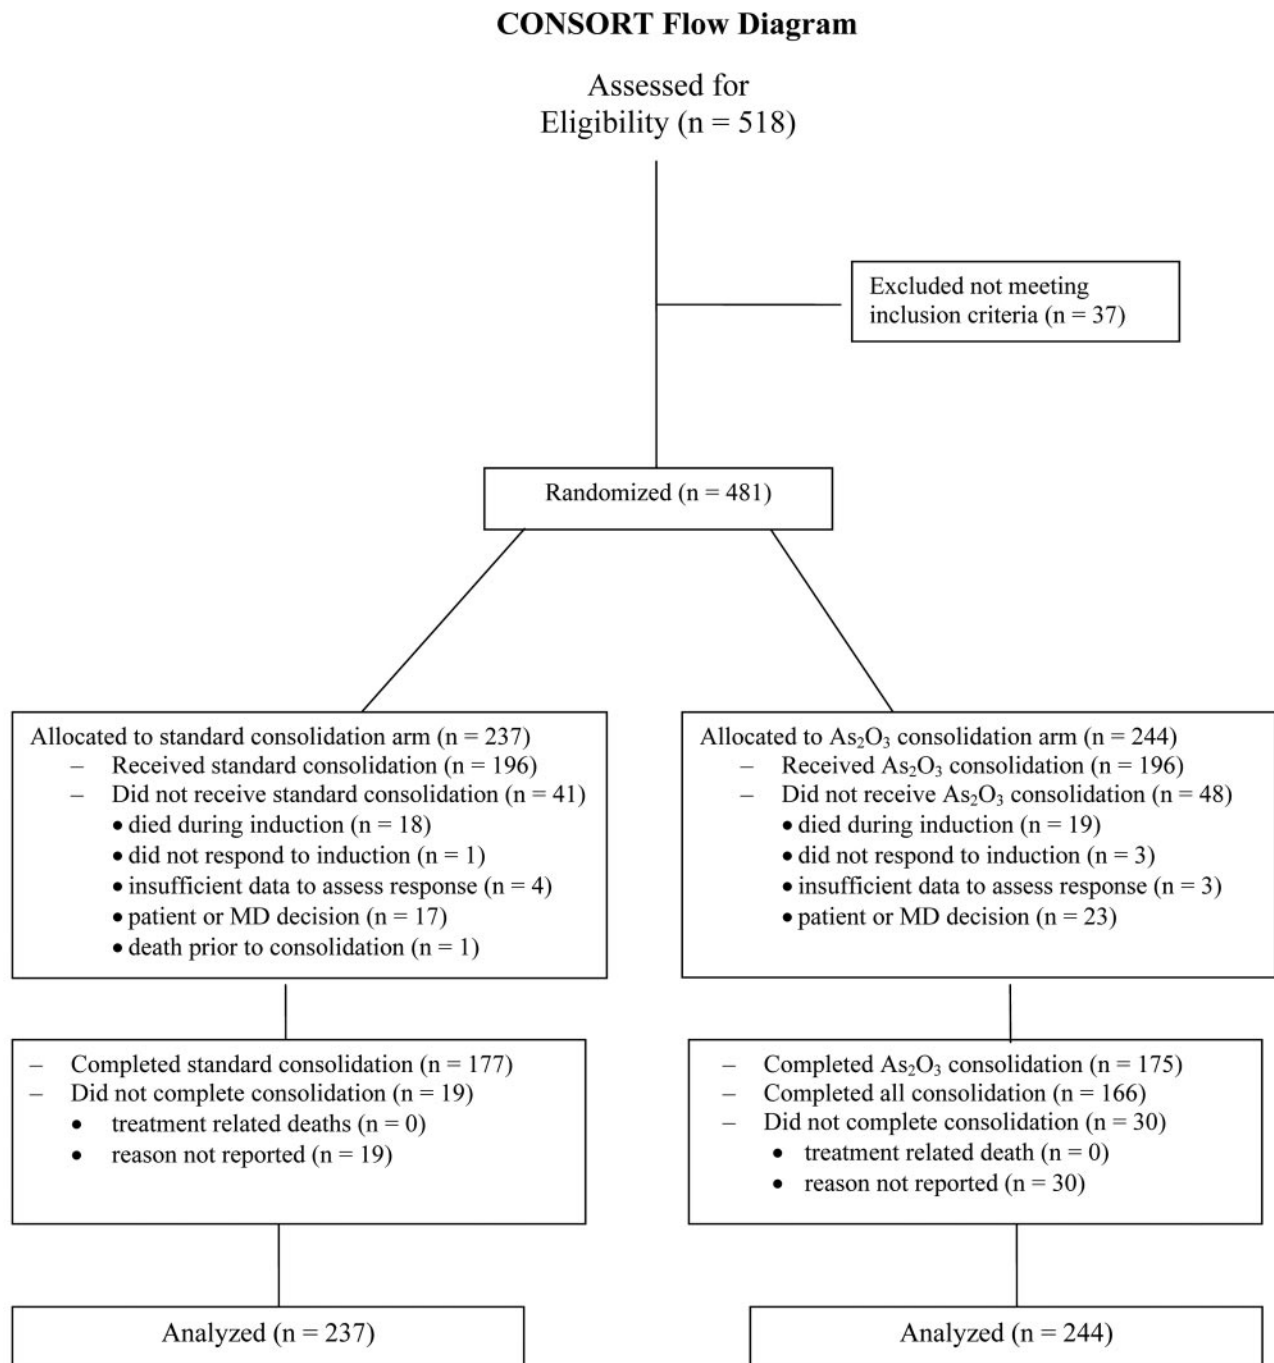 CONSORT Flow Diagram
Assessed for
Eligibility (n = 518)
Excluded not meeting
inclusion criteria (n = 37)
Randomized (n = 481)
Allocated to standard consolidation arm (n = 237)
– Received standard consolidation (n = 196)
– Did not receive standard consolidation (n = 41)
• died during induction (n = 18)
• did not respond to induction (n = 1)
• insufficient data to assess response (n = 4)
• patient or MD decision (n = 17)
• death prior to consolidation (n = 1)
Allocated to As₂O₃ consolidation arm (n = 244)
– Received As₂O₃ consolidation (n = 196)
– Did not receive As₂O₃ consolidation (n = 48)
• died during induction (n = 19)
• did not respond to induction (n = 3)
• insufficient data to assess response (n = 3)
• patient or MD decision (n = 23)
– Completed standard consolidation (n = 177)
– Did not complete consolidation (n = 19)
• treatment related deaths (n = 0)
• reason not reported (n = 19)
– Completed As₂O₃ consolidation (n = 175)
– Completed all consolidation (n = 166)
– Did not complete consolidation (n = 30)
• treatment related death (n = 0)
• reason not reported (n = 30)
Analyzed (n = 237)
Analyzed (n = 244)